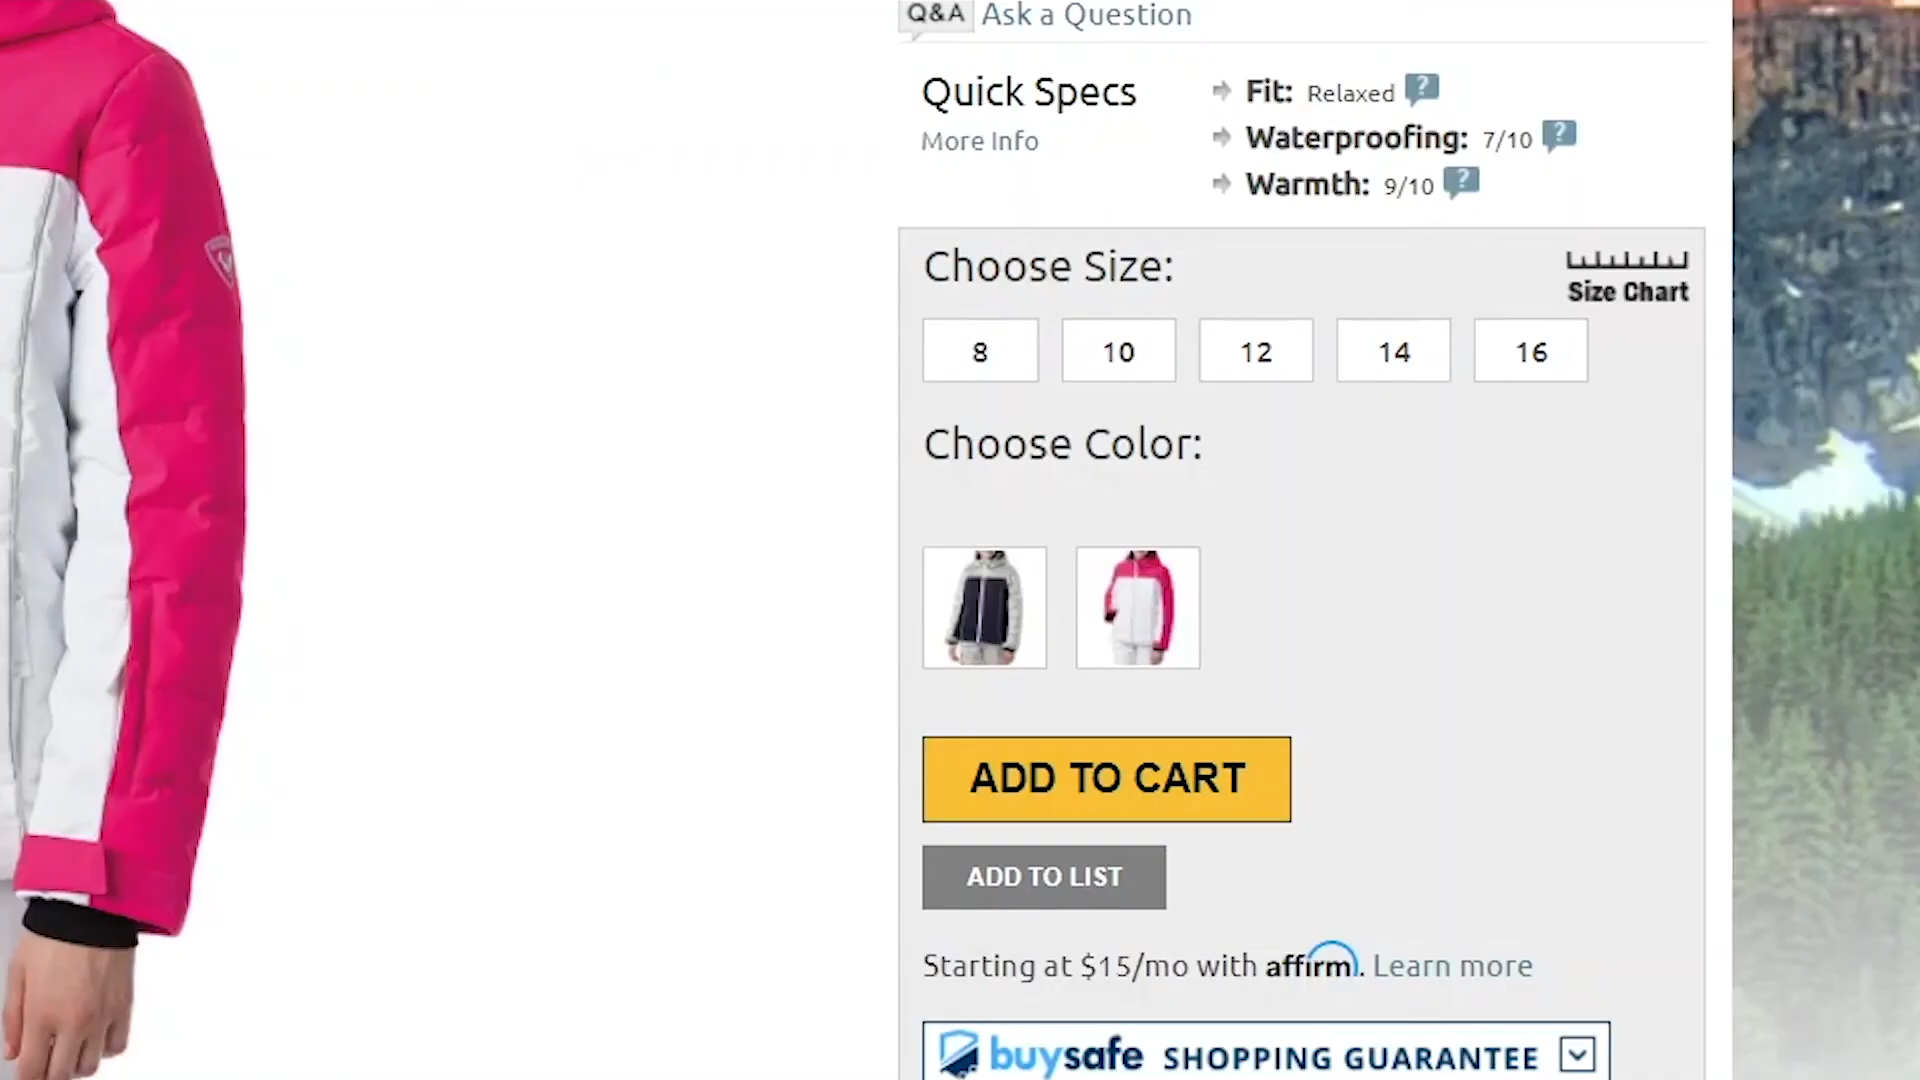 Q&A Ask a Question
Quick Specs
More Info
Fit: Relaxed ?
Waterproofing: 7/10 ?
Warmth: 9/10 ?
Choose Size:
Size Chart
8 10 12 14 16
Choose Color:
ADD TO CART
ADD TO LIST
Starting at $15/mo with affirm. Learn more
buysafe SHOPPING GUARANTEE